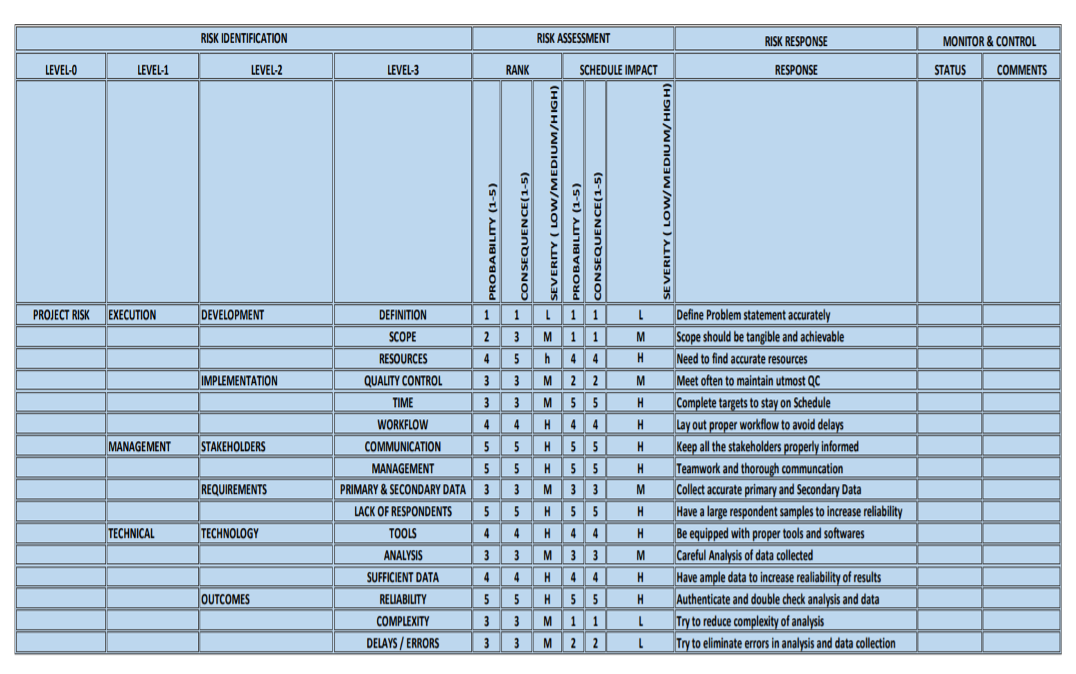 RISK IDENTIFICATION RISK ASSESSMENT RISK RESPONSE MONITOR & CONTROL
LEVEL-0 LEVEL-1 LEVEL-2 LEVEL-3 RANK SCHEDULE IMPACT RESPONSE STATUS COMMENTS
PROBABILITY (1-5)
CONSEQUENCE(1-5)
SEVERITY ( LOW/MEDIUM/HIGH)
PROBABILITY (1-5)
CONSEQUENCE(1-5)
SEVERITY ( LOW/MEDIUM/HIGH)
PROJECT RISK EXECUTION DEVELOPMENT DEFINITION 1 1 L 1 1 L Define Problem statement accurately
SCOPE 2 3 M 1 1 M Scope should be tangible and achievable
RESOURCES 4 5 h 4 4 H Need to find accurate resources
IMPLEMENTATION QUALITY CONTROL 3 3 M 2 2 M Meet often to maintain utmost QC
TIME 3 3 M 5 5 H Complete targets to stay on Schedule
WORKFLOW 4 4 H 4 4 H Lay out proper workflow to avoid delays
MANAGEMENT STAKEHOLDERS COMMUNICATION 5 5 H 5 5 H Keep all the stakeholders properly informed
MANAGEMENT 5 5 H 5 5 H Teamwork and thorough communcation
REQUIREMENTS PRIMARY & SECONDARY DATA 3 3 M 3 3 M Collect accurate primary and Secondary Data
LACK OF RESPONDENTS 5 5 H 5 5 H Have a large respondent samples to increase reliability
TECHNICAL TECHNOLOGY TOOLS 4 4 H 4 4 H Be equipped with proper tools and softwares
ANALYSIS 3 3 M 3 3 M Careful Analysis of data collected
SUFFICIENT DATA 4 4 H 4 4 H Have ample data to increase realiability of results
OUTCOMES RELIABILITY 5 5 H 5 5 H Authenticate and double check analysis and data
COMPLEXITY 3 3 M 1 1 L Try to reduce complexity of analysis
DELAYS / ERRORS 3 3 M 2 2 L Try to eliminate errors in analysis and data collection